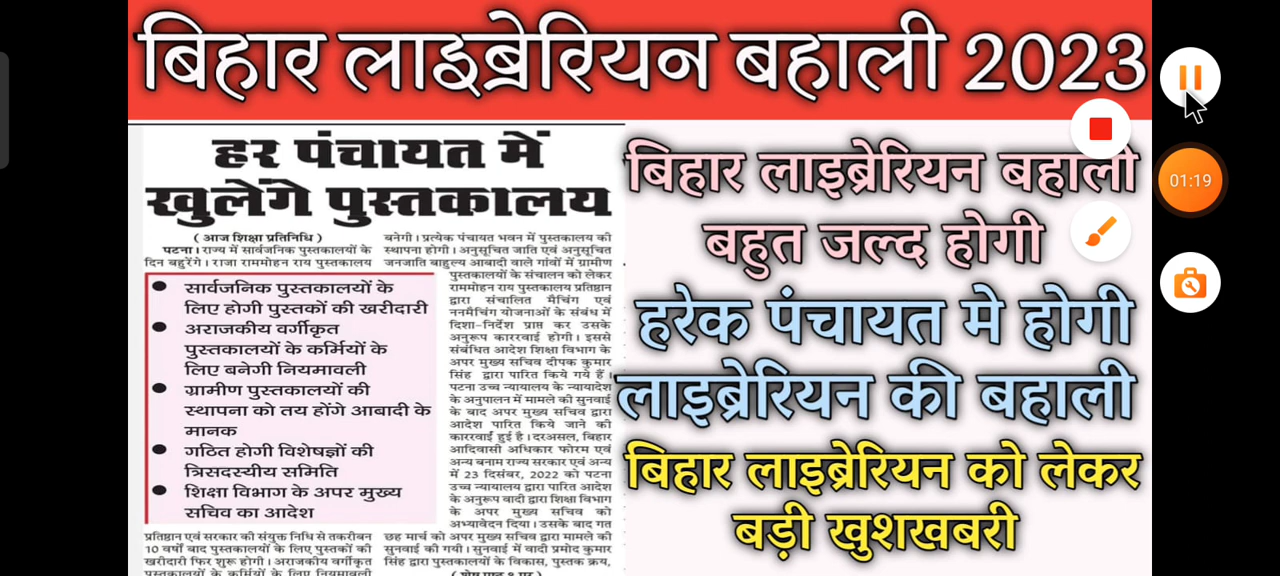 बिहार लाइब्रेरियन बहाली 2023
हर पंचायत में
खुलेंगे पुस्तकालय
( आज शिक्षा प्रतिनिधि )
पटना। राज्य में सार्वजनिक पुस्तकालयों के
दिन बहुरेंगे। राजा राममोहन राय पुस्तकालय
सार्वजनिक पुस्तकालयों के
लिए होगी पुस्तकों की खरीदारी
अराजकीय वर्गीकृत
पुस्तकालयों के कर्मियों के
लिए बनेगी नियमावली
ग्रामीण पुस्तकालयों की
स्थापना को तय होंगे आबादी के
मानक
गठित होगी विशेषज्ञों की
त्रिसदस्यीय समिति
शिक्षा विभाग के अपर मुख्य
सचिव का आदेश
प्रतिष्ठान एवं सरकार की संयुक्त निधि से तकरीबन
10 वर्षों बाद पुस्तकालयों के लिए पुस्तकों की
खरीदारी फिर शुरू होगी। अराजकीय वर्गीकृत
पुस्तकालयों के कर्मियों के लिए नियमावली
बनेगी। प्रत्येक पंचायत भवन में पुस्तकालय की
स्थापना होगी। अनुसूचित जाति एवं अनुसूचित
जनजाति बाहुल्य आबादी वाले गांवों में ग्रामीण
पुस्तकालयों के संचालन को लेकर
राममोहन राय पुस्तकालय प्रतिष्ठान
द्वारा संचालित मैचिंग एवं
ननमैचिंग योजनाओं के संबंध में
दिशा-निर्देश प्राप्त कर उसके
अनुरूप काररवाई होगी। इससे
संबंधित आदेश शिक्षा विभाग के
अपर मुख्य सचिव दीपक कुमार
सिंह द्वारा पारित किये गये हैं।
पटना उच्च न्यायालय के न्यायादेश
के अनुपालन में मामले की सुनवाई
के बाद अपर मुख्य सचिव द्वारा
आदेश पारित किये जाने की
काररवाई हुई है। दरअसल, बिहार
आदिवासी अधिकार फोरम एवं
अन्य बनाम राज्य सरकार एवं अन्य
में 23 दिसंबर, 2022 को पटना
उच्च न्यायालय द्वारा पारित आदेश
के अनुरूप वादी द्वारा शिक्षा विभाग
के अपर मुख्य सचिव को
अभ्यावेदन दिया। उसके बाद गत
छह मार्च को अपर मुख्य सचिव द्वारा मामले की
सुनवाई की गयी। सुनवाई में वादी प्रमोद कुमार
सिंह द्वारा पुस्तकालयों के विकास, पुस्तक क्रय,
बिहार लाइब्रेरियन बहाली
बहुत जल्द होगी
हरेक पंचायत मे होगी
लाइब्रेरियन की बहाली
बिहार लाइब्रेरियन को लेकर
बड़ी खुशखबरी
01:19